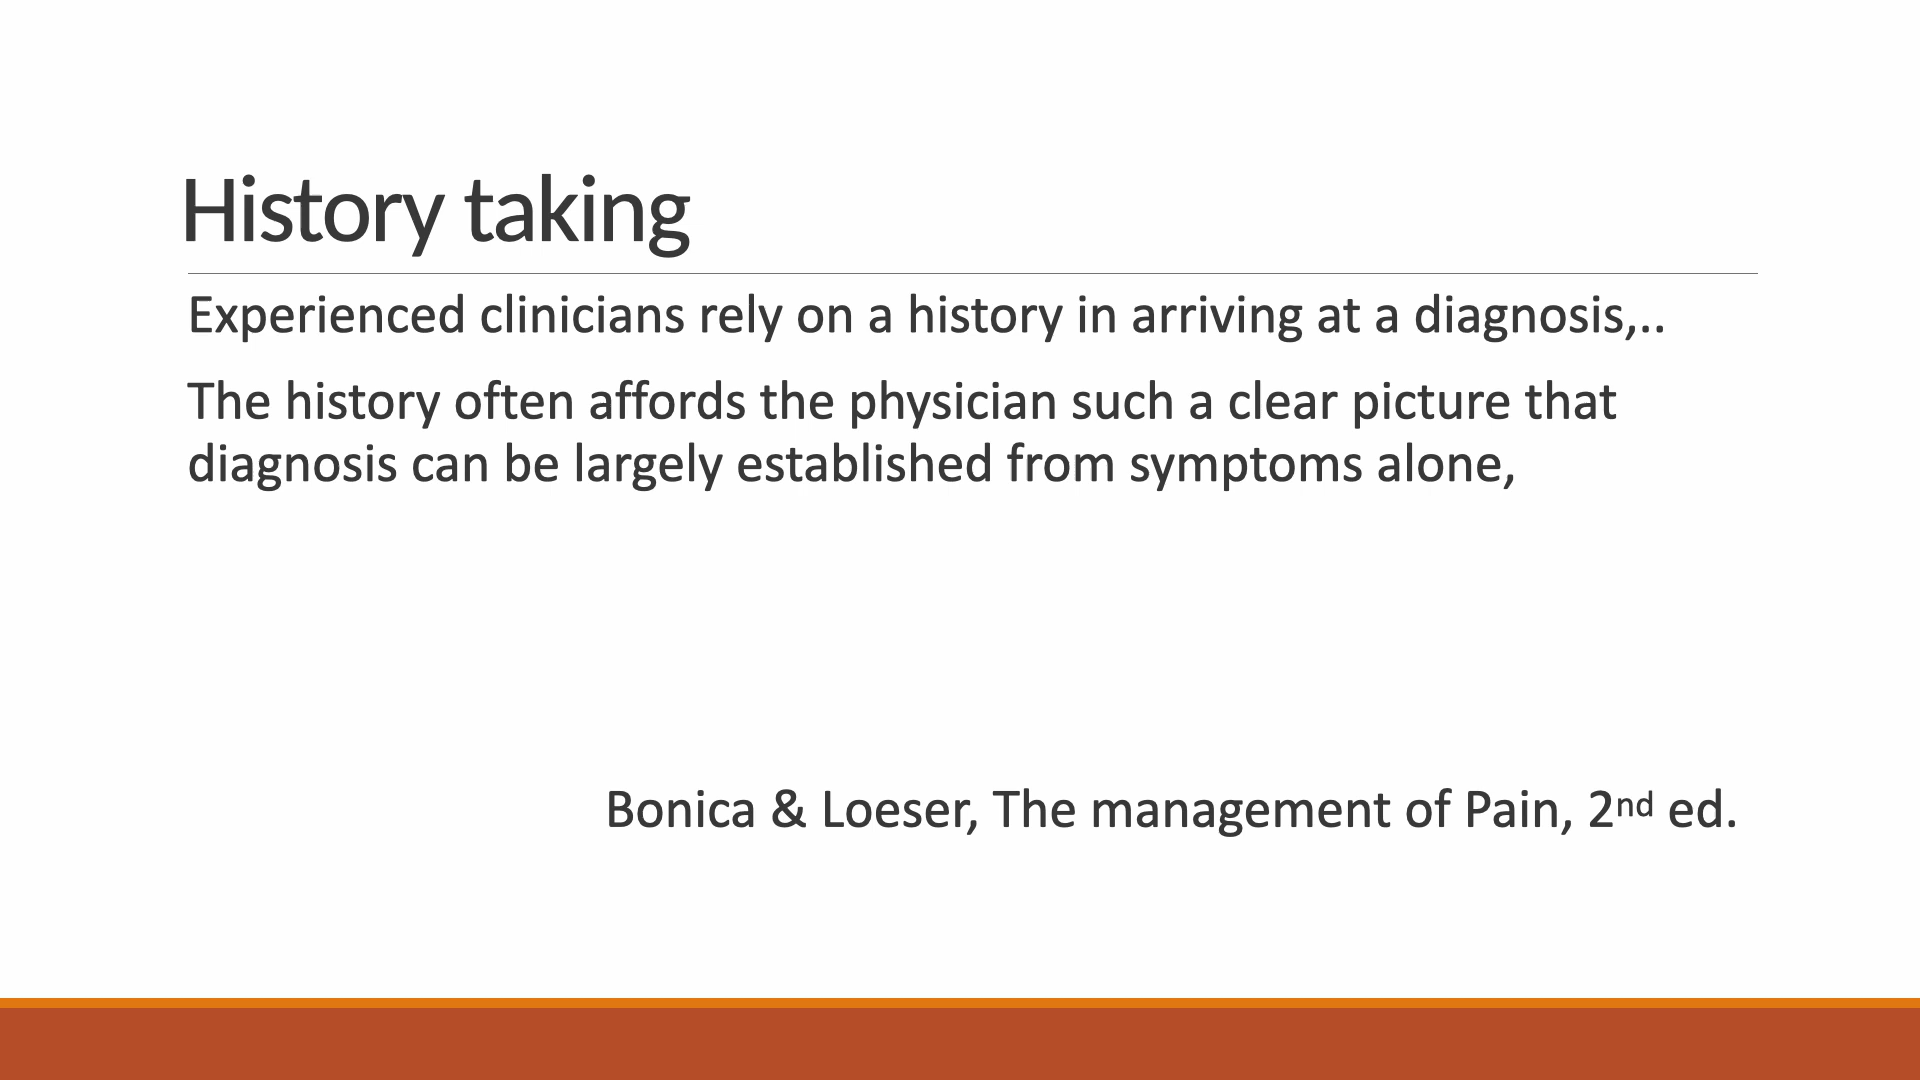 History taking
Experienced clinicians rely on a history in arriving at a diagnosis,..
The history often affords the physician such a clear picture that
diagnosis can be largely established from symptoms alone,
Bonica & Loeser, The management of Pain, 2nd ed.